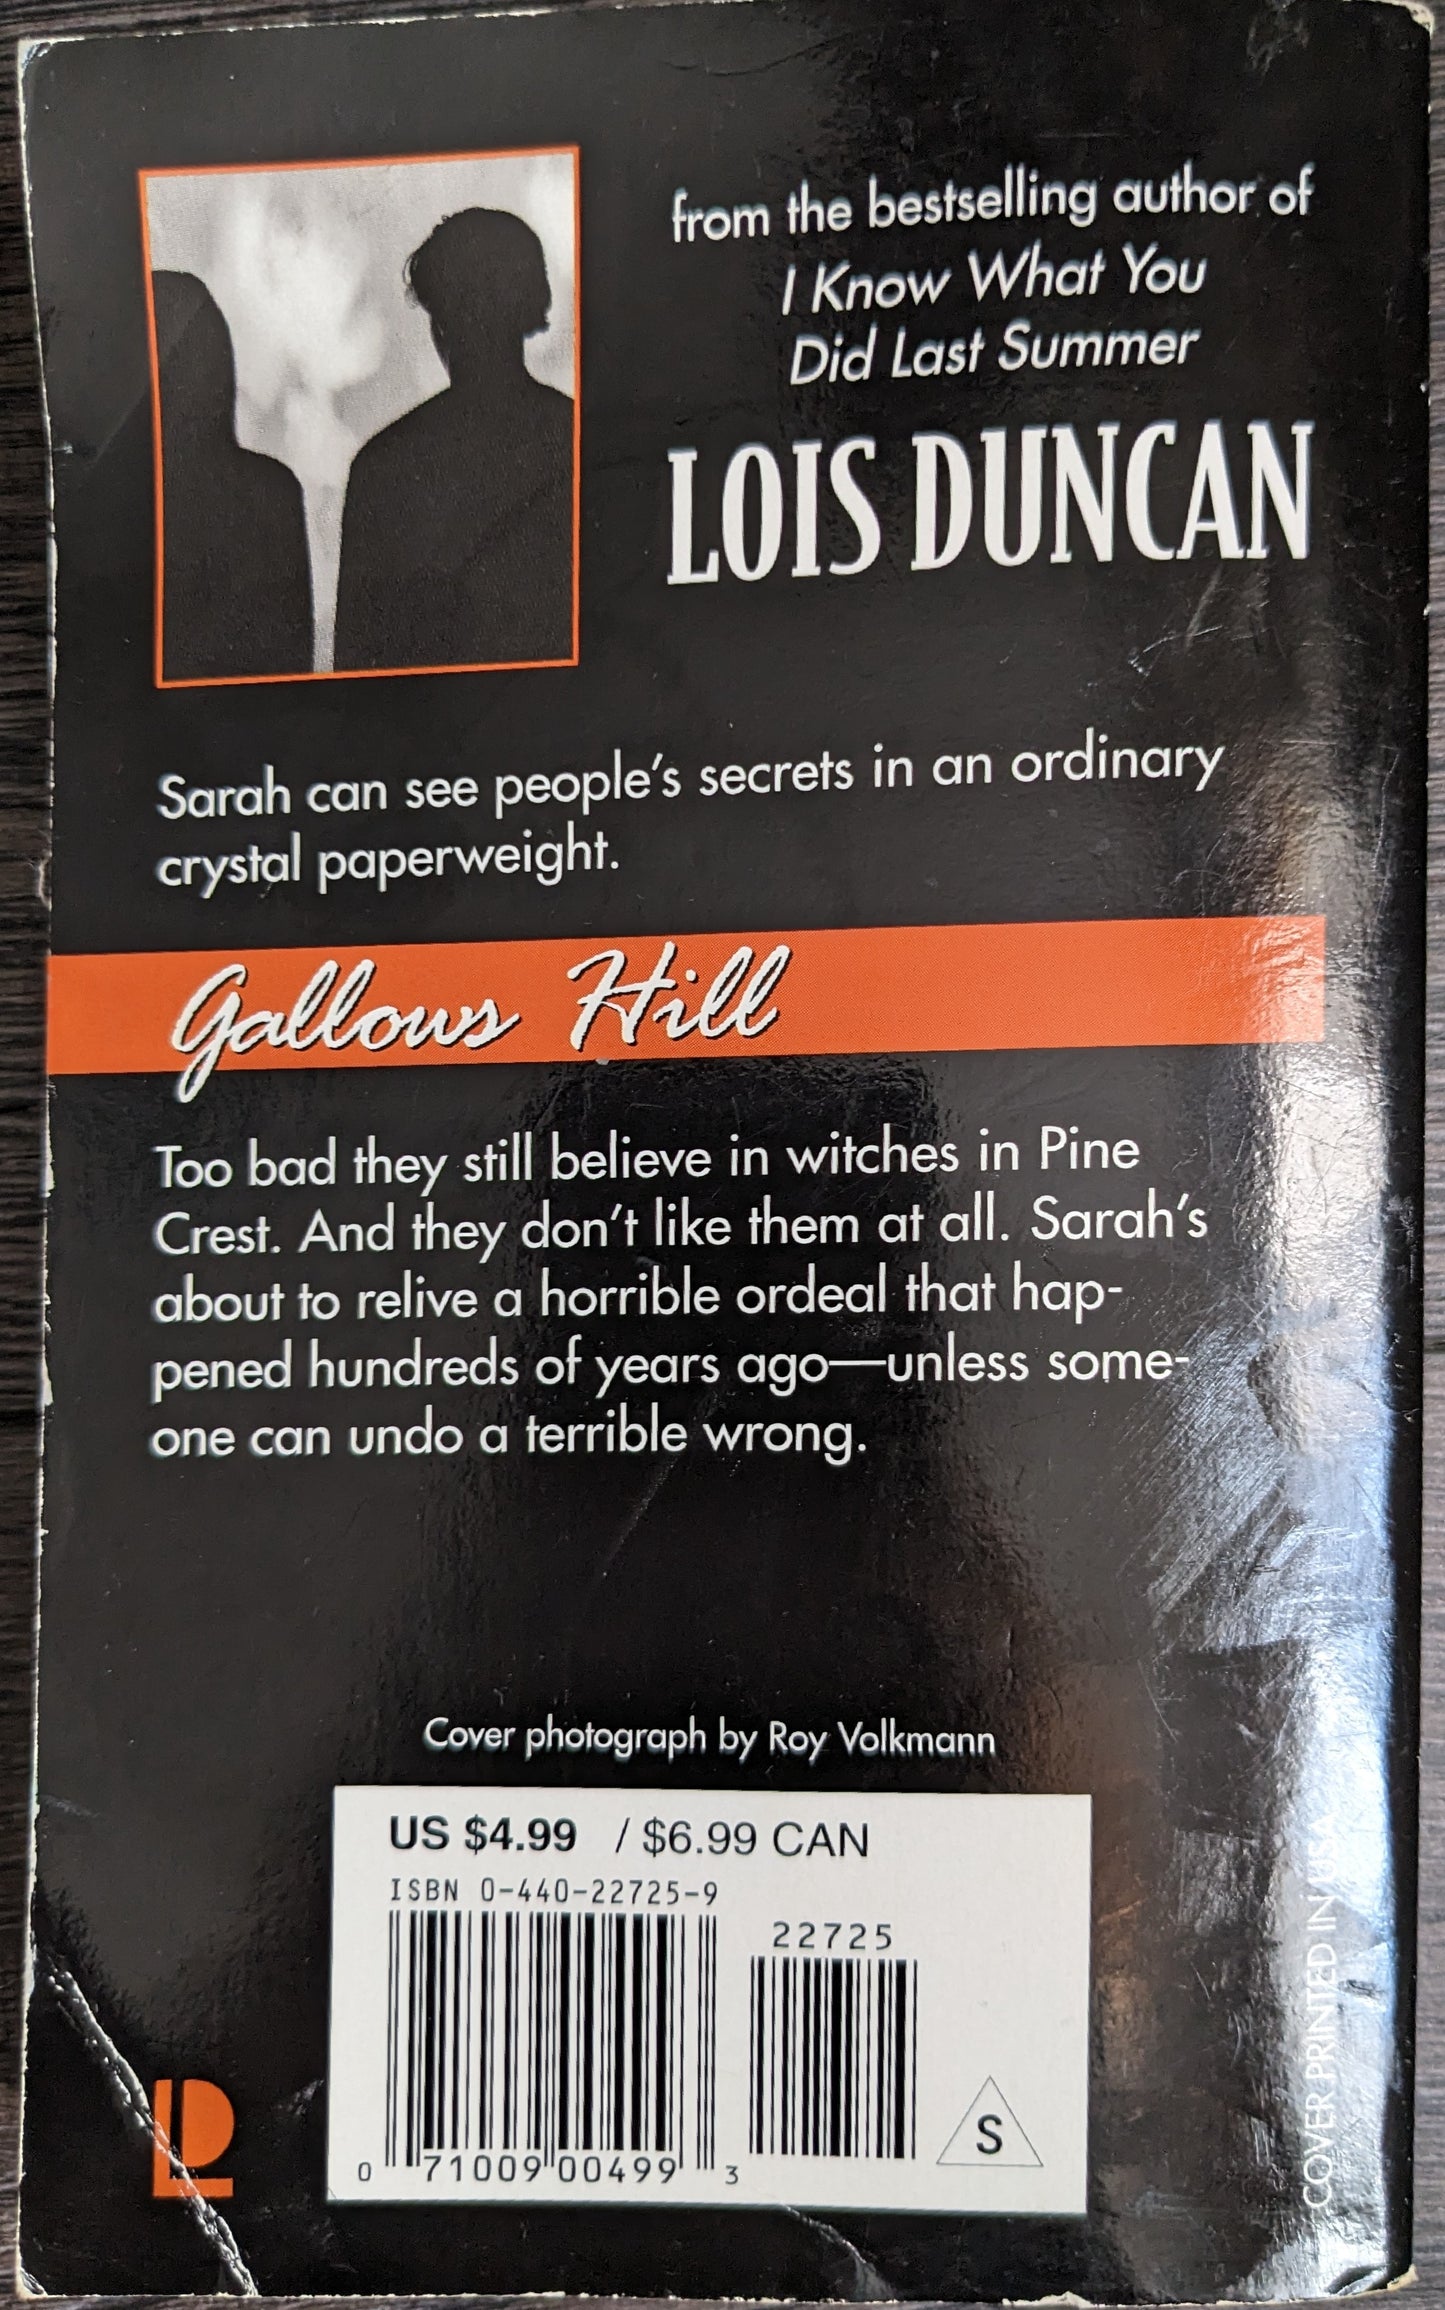 from the bestselling author of
I Know What You
Did Last Summer
LOIS DUNCAN
Sarah can see people's secrets in an ordinary
crystal paperweight.
Gallows Hill
Too bad they still believe in witches in Pine
Crest. And they don't like them at all. Sarah's
about to relive a horrible ordeal that hap-
pened hundreds of years ago—unless some-
one can undo a terrible wrong.
Cover photograph by Roy Volkmann
US $4.99 / $6.99 CAN
ISBN 0-440-22725-9
22725
0 71009 00499 3
S
COVER PRINTED IN USA